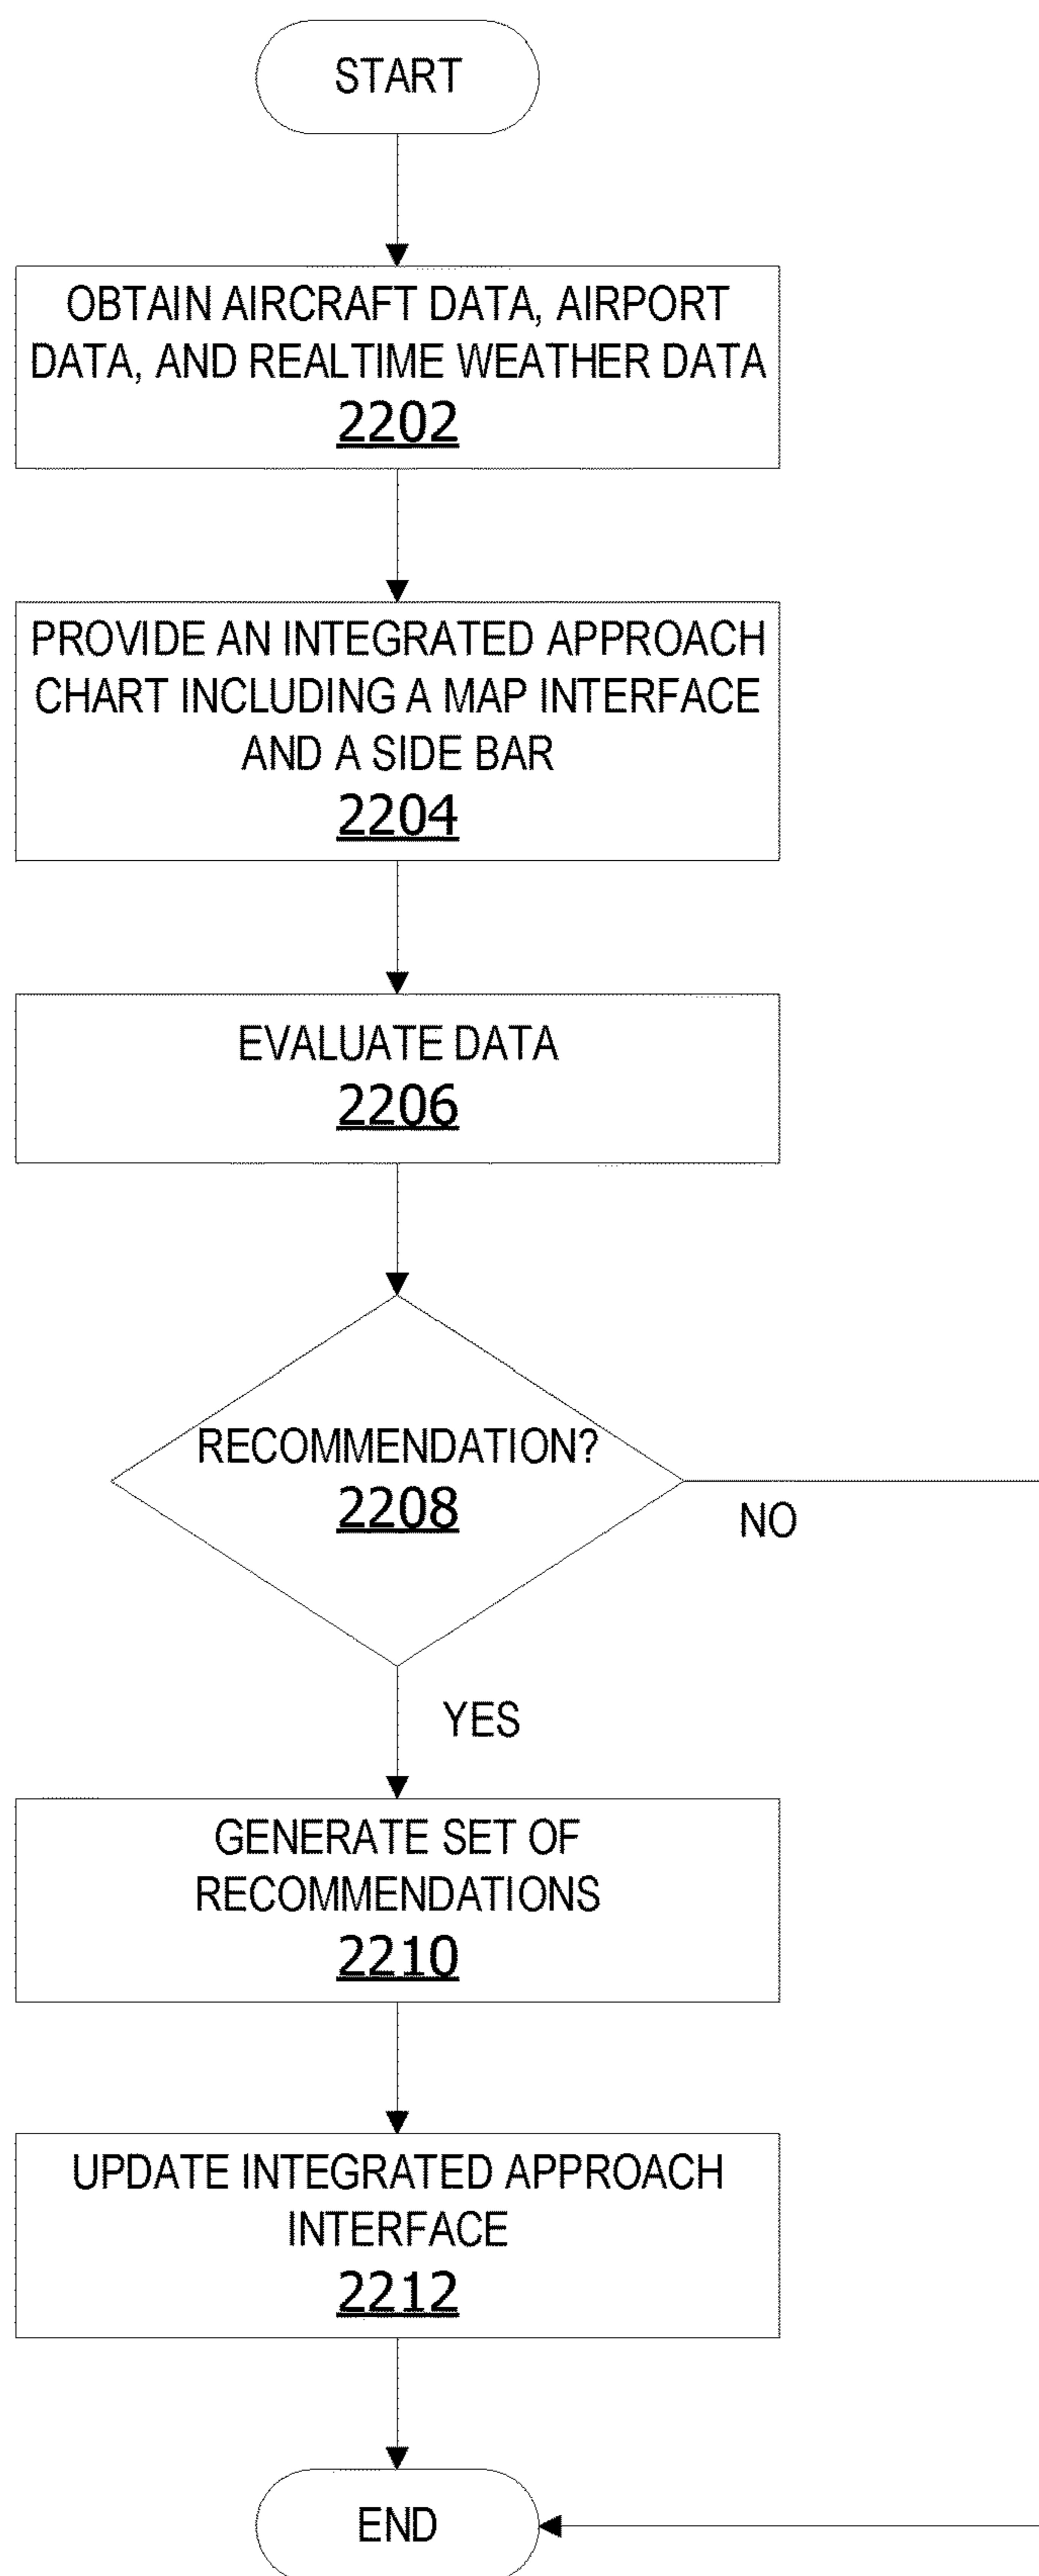 START
OBTAIN AIRCRAFT DATA, AIRPORT
DATA, AND REALTIME WEATHER DATA
2202
PROVIDE AN INTEGRATED APPROACH
CHART INCLUDING A MAP INTERFACE
AND A SIDE BAR
2204
EVALUATE DATA
2206
RECOMMENDATION?
2208
NO
YES
GENERATE SET OF
RECOMMENDATIONS
2210
UPDATE INTEGRATED APPROACH
INTERFACE
2212
END